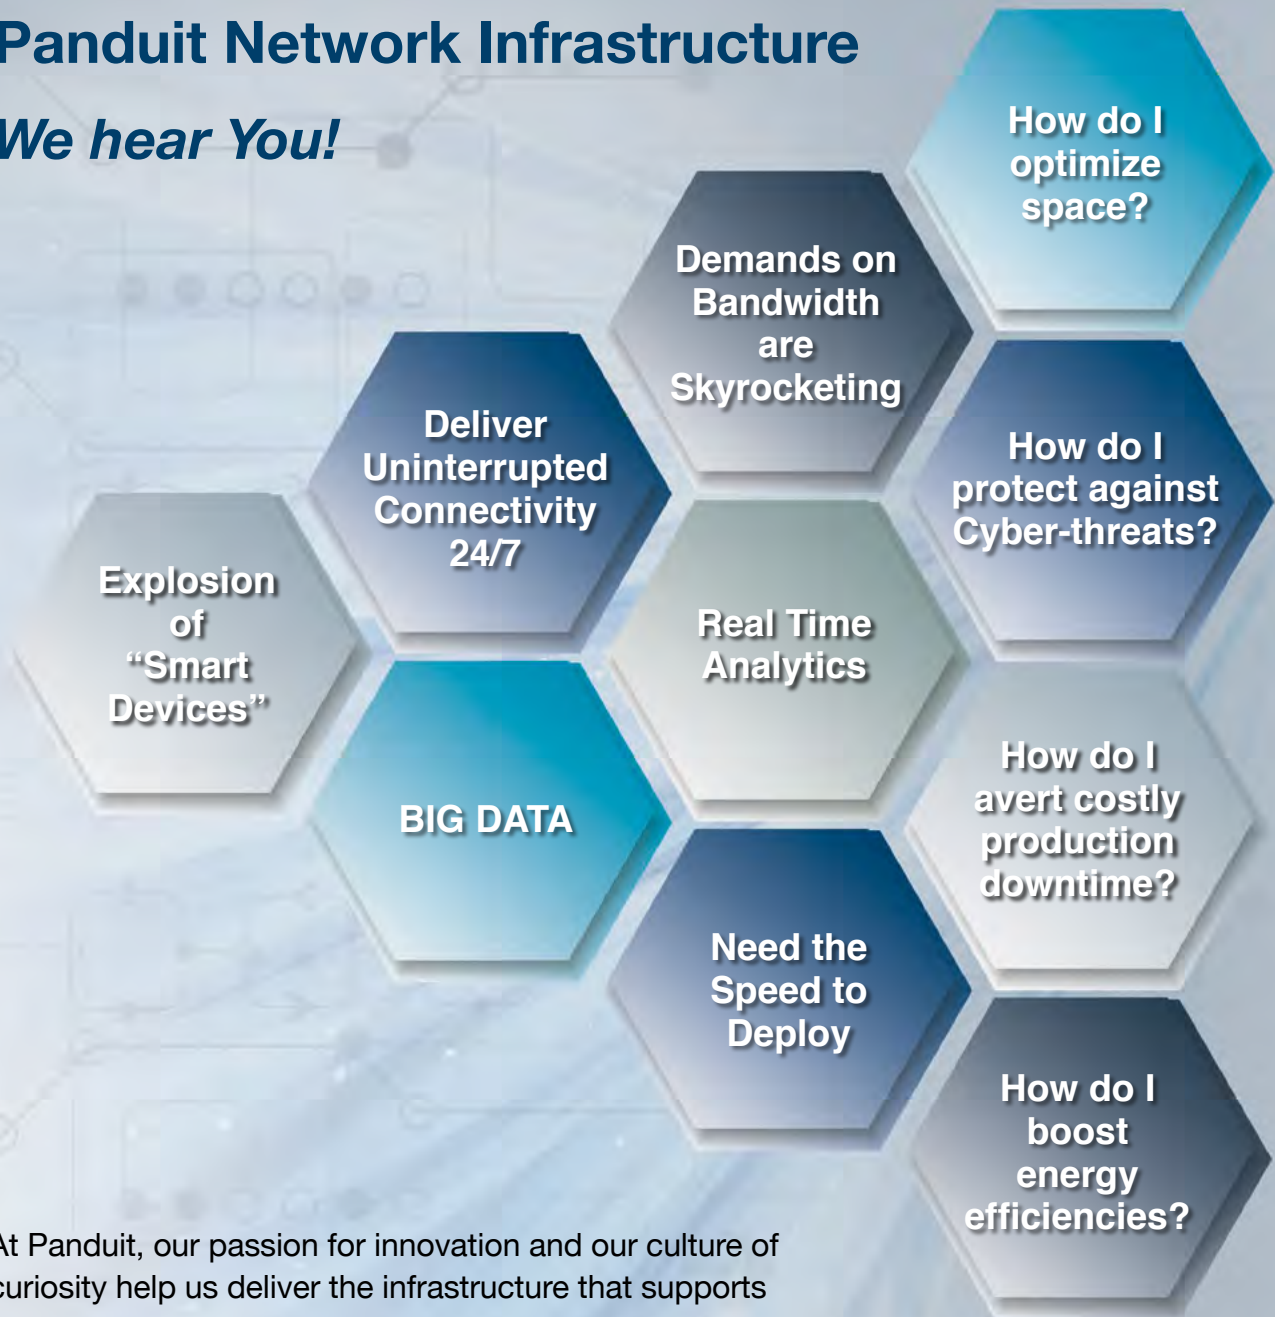 Panduit Network Infrastructure
We hear You!
How do I
optimize
space?
Demands on
Bandwidth
are
Skyrocketing
Deliver
Uninterrupted
Connectivity
24/7
How do I
protect against
Cyber-threats?
Explosion
of
“Smart
Devices”
Real Time
Analytics
BIG DATA
How do I
avert costly
production
downtime?
Need the
Speed to
Deploy
How do I
boost
energy
efficiencies?
At Panduit, our passion for innovation and our culture of
curiosity help us deliver the infrastructure that supports